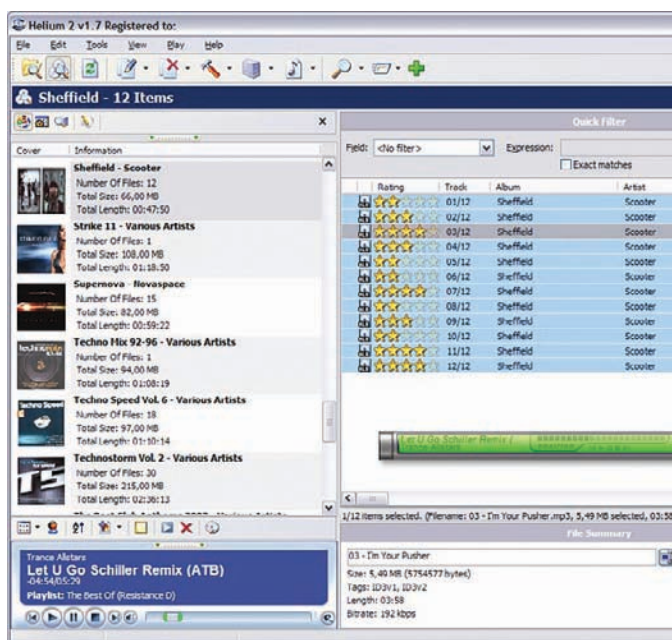 Helium 2 v1.7 Registered to:
File Edit Tools View Play Help
Sheffield - 12 Items
Cover Information
Sheffield - Scooter
Number Of Files: 12
Total Size: 66,00 MB
Total Length: 00:47:50
Strike 11 - Various Artists
Number Of Files: 1
Total Size: 108,00 MB
Total Length: 01:18:50
Supernova - Novaspace
Number Of Files: 15
Total Size: 82,00 MB
Total Length: 00:59:22
Techno Mix 92-96 - Various Artists
Number Of Files: 1
Total Size: 94,00 MB
Total Length: 01:08:19
Techno Speed Vol. 6 - Various Artists
Number Of Files: 18
Total Size: 97,00 MB
Total Length: 01:10:14
Technostorm Vol. 2 - Various Artists
Number Of Files: 30
Total Size: 215,00 MB
Total Length: 02:36:13
Trance Allstars
Let U Go Schiller Remix (ATB)
-04:54/05:29
Playlist: The Best Of (Resistance D)
Quick Filter
Field: <No filter> Expression:
Exact matches
Rating Track Album Artist
01/12 Sheffield Scooter
02/12 Sheffield Scooter
03/12 Sheffield Scooter
04/12 Sheffield Scooter
05/12 Sheffield Scooter
06/12 Sheffield Scooter
07/12 Sheffield Scooter
08/12 Sheffield Scooter
09/12 Sheffield Scooter
10/12 Sheffield Scooter
11/12 Sheffield Scooter
12/12 Sheffield Scooter
Let U Go Schiller Remix (
Trance Allstars
1/12 items selected. (Filename: 03 - I'm Your Pusher.mp3, 5,49 MB selected, 03:58
File Summary
03 - I'm Your Pusher
Size: 5,49 MB (5754577 bytes)
Tags: ID3v1, ID3v2
Length: 03:58
Bitrate: 192 kbps